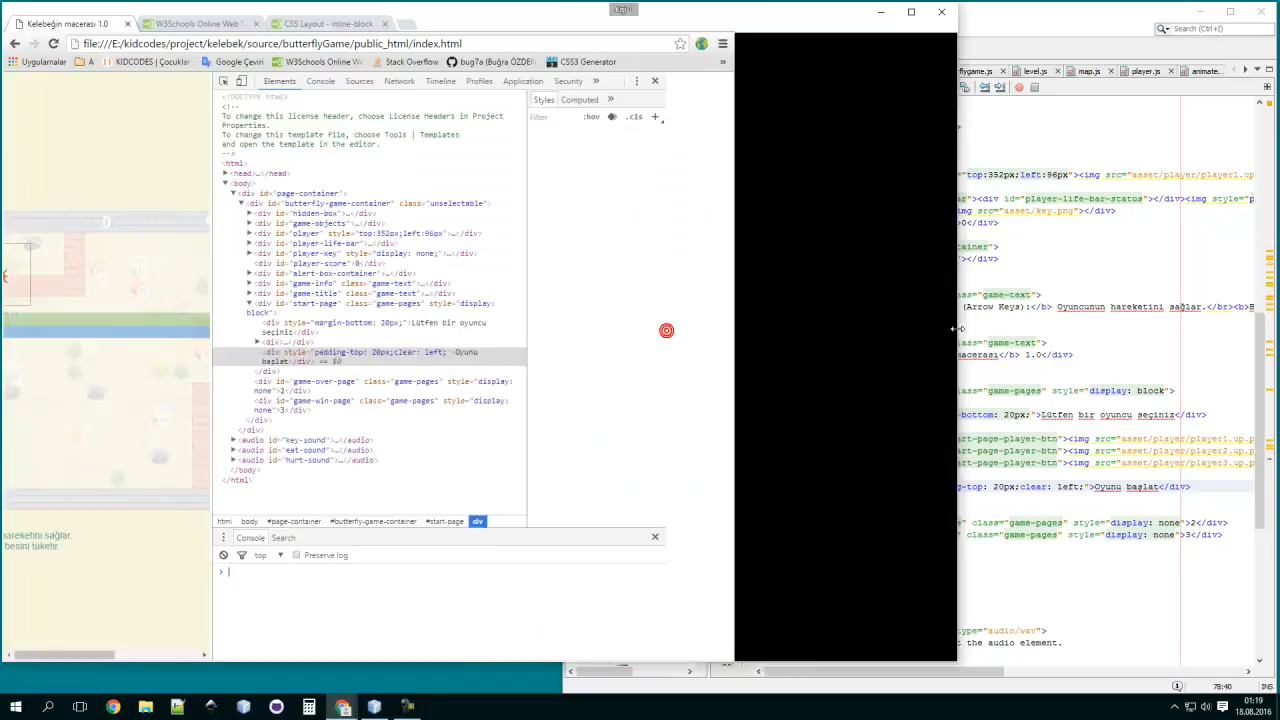 Kelebeğin macerası 1.0
W3Schools Online Web T
CSS Layout - inline-block
file:///E:/kidcodes/project/kelebek/source/butterflyGame/public_html/index.html
Search (Ctrl+I)
Uygulamalar
A
KIDCODES | Çocuklar
Google Çeviri
W3Schools Online We
Stack Overflow
bug7a (Buğra ÖZDEN
CSS3 Generator
»
flygame.js
level.js
map.js
player.js
animate...
Elements
Console
Sources
Network
Timeline
Profiles
Application
Security
»
Styles
Computed
»
Filter
:hov
.cls
+
<!DOCTYPE html>
<!--
To change this license header, choose License Headers in Project
Properties.
To change this template file, choose Tools | Templates
and open the template in the editor.
-->
<html>
<head>…</head>
<body>
<div id="page-container">
<div id="butterfly-game-container" class="unselectable">
<div id="hidden-box">…</div>
<div id="game-objects">…</div>
<div id="player" style="top:352px;left:96px">…</div>
<div id="player-life-bar">…</div>
<div id="player-key" style="display: none;">…</div>
<div id="player-score">0</div>
<div id="alert-box-container">…</div>
<div id="game-info" class="game-text">…</div>
<div id="game-title" class="game-text">…</div>
<div id="start-page" class="game-pages" style="display:
block">
<div style="margin-bottom: 20px;">Lütfen bir oyuncu
seçiniz</div>
<div>…</div>
<div style="padding-top: 20px;clear: left;">Oyunu
başlat</div> == $0
</div>
<div id="game-over-page" class="game-pages" style="display:
none">2</div>
<div id="game-win-page" class="game-pages" style="display:
none">3</div>
</div>
</div>
<audio id="key-sound">…</audio>
<audio id="eat-sound">…</audio>
<audio id="hurt-sound">…</audio>
</body>
</html>
html
body
#page-container
#butterfly-game-container
#start-page
div
Console
Search
top
Preserve log
0
hareketini sağlar.
besini tüketir.
="top:352px;left:96px"><img src="asset/player/player1.up.p
ar"><div id="player-life-bar-status"></div><img style="p
img src="asset/key.png"></div>
>0</div>
tainer">
"></div>
ass="game-text">
(Arrow Keys):</b> Oyuncunun hareketini sağlar.</br><b>B
lass="game-text">
macerası</b> 1.0</div>
lass="game-pages" style="display: block">
-bottom: 20px;">Lütfen bir oyuncu seçiniz</div>
art-page-player-btn"><img src="asset/player/player1.up.p
art-page-player-btn"><img src="asset/player/player2.up.p
art-page-player-btn"><img src="asset/player/player3.up.p
g-top: 20px;clear: left;">Oyunu başlat</div>
" class="game-pages" style="display: none">2</div>
class="game-pages" style="display: none">3</div>
type="audio/wav">
t the audio element.
78:40
INS
01:19
18.08.2016